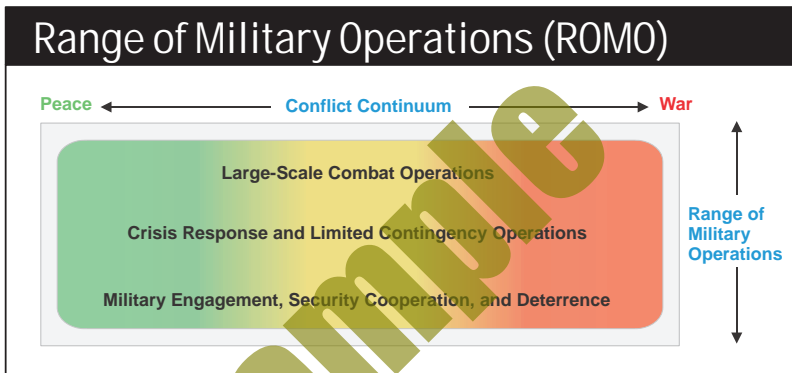 Range of Military Operations (ROMO)
Peace Conflict Continuum War
Large-Scale Combat Operations
Crisis Response and Limited Contingency Operations
Military Engagement, Security Cooperation, and Deterrence
Range of
Military
Operations
ample